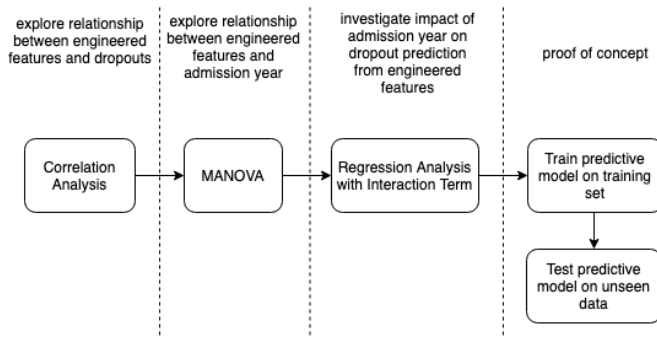 explore relationship
between engineered
features and dropouts
explore relationship
between engineered
features and
admission year
investigate impact of
admission year on
dropout prediction
from engineered
features
proof of concept
Correlation
Analysis
MANOVA
Regression Analysis
with Interaction Term
Train predictive
model on training
set
Test predictive
model on unseen
data